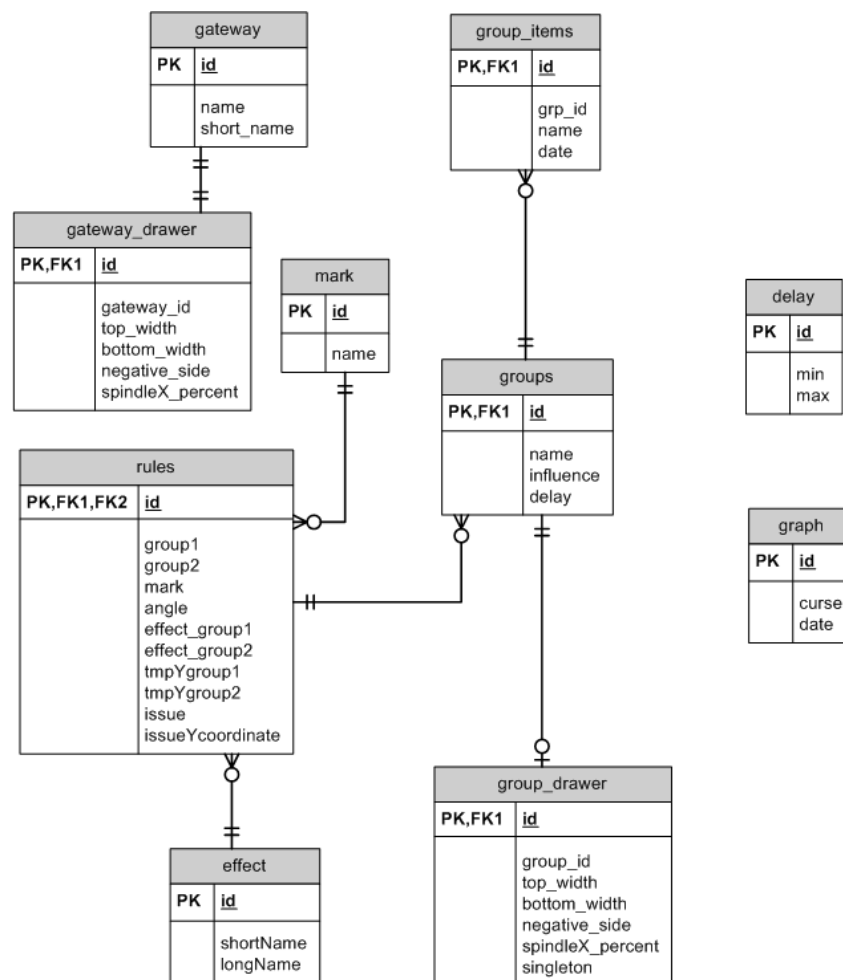 gateway
PK id
name
short_name
group_items
PK,FK1 id
grp_id
name
date
gateway_drawer
PK,FK1 id
gateway_id
top_width
bottom_width
negative_side
spindleX_percent
mark
PK id
name
delay
PK id
min
max
groups
PK,FK1 id
name
influence
delay
rules
PK,FK1,FK2 id
group1
group2
mark
angle
effect_group1
effect_group2
tmpYgroup1
tmpYgroup2
issue
issueYcoordinate
graph
PK id
curse
date
group_drawer
PK,FK1 id
group_id
top_width
bottom_width
negative_side
spindleX_percent
singleton
effect
PK id
shortName
longName